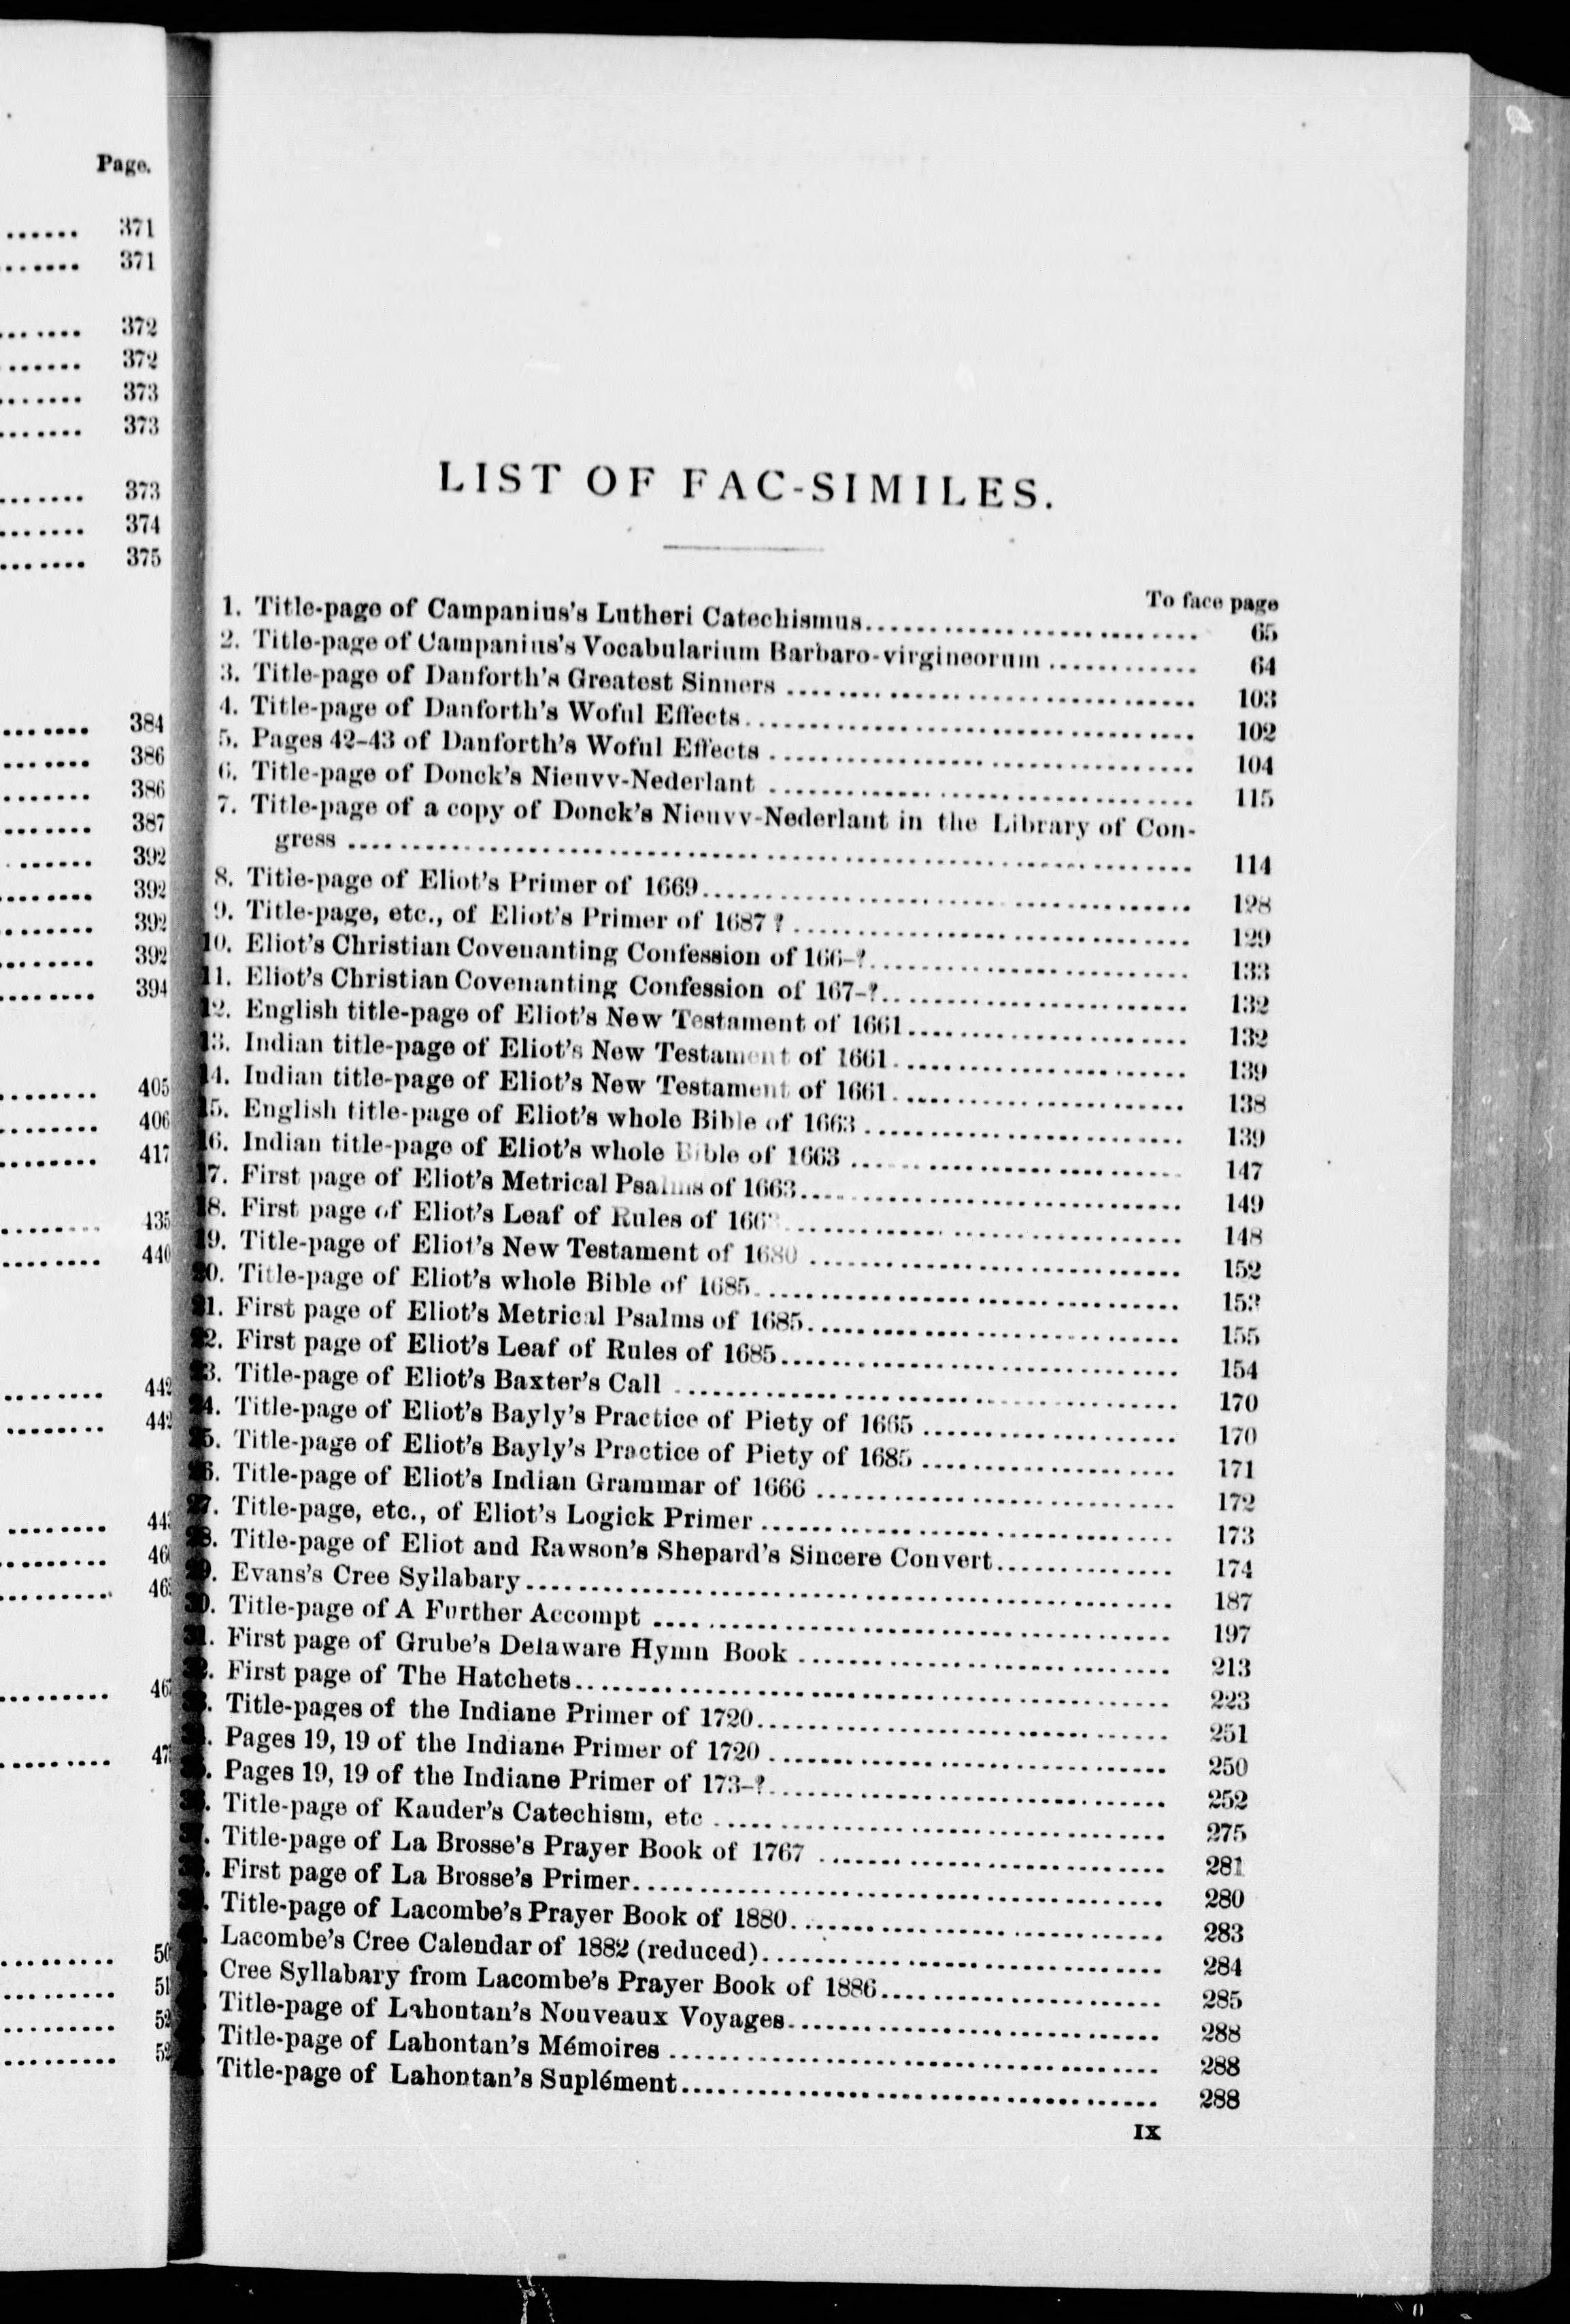 Page.
...... 371
....... 371
....... 372
...... 372
....... 373
....... 373
....... 373
....... 374
....... 375
....... 384
........ 386
........ 386
........ 387
...... 392
........ 392
........ 392
........ 392
........ 394
........ 405
........ 406
........ 417
......... 435
......... 440
........ 442
........ 442
LIST OF FAC-SIMILES.
To face page
1. Title-page of Campanius's Lutheri Catechismus.............................. 65
2. Title-page of Campanius's Vocabularium Barbaro-virgineorum ............ 64
3. Title-page of Danforth's Greatest Sinners .............................. 103
4. Title-page of Danforth's Woful Effects.............................. 102
5. Pages 42-43 of Danforth's Woful Effects .............................. 104
6. Title-page of Donck's Nieuvv-Nederlant .............................. 115
7. Title-page of a copy of Donck's Nieuvv-Nederlant in the Library of Con-
gress .............................. 114
8. Title-page of Eliot's Primer of 1669.............................. 128
9. Title-page, etc., of Eliot's Primer of 1687 ? .............................. 129
10. Eliot's Christian Covenanting Confession of 166-?.............................. 133
11. Eliot's Christian Covenanting Confession of 167-?.............................. 132
12. English title-page of Eliot's New Testament of 1661.............................. 132
13. Indian title-page of Eliot's New Testament of 1661.............................. 139
14. Indian title-page of Eliot's New Testament of 1661.............................. 138
15. English title-page of Eliot's whole Bible of 1663 .............................. 139
16. Indian title-page of Eliot's whole Bible of 1663 .............................. 147
17. First page of Eliot's Metrical Psalms of 1663.............................. 149
18. First page of Eliot's Leaf of Rules of 1663.............................. 148
19. Title-page of Eliot's New Testament of 1680 .............................. 152
20. Title-page of Eliot's whole Bible of 1685.............................. 153
21. First page of Eliot's Metrical Psalms of 1685.............................. 155
22. First page of Eliot's Leaf of Rules of 1685.............................. 154
23. Title-page of Eliot's Baxter's Call .............................. 170
24. Title-page of Eliot's Bayly's Practice of Piety of 1665 .............................. 170
25. Title-page of Eliot's Bayly's Practice of Piety of 1685 .............................. 171
26. Title-page of Eliot's Indian Grammar of 1666 .............................. 172
27. Title-page, etc., of Eliot's Logick Primer .............................. 173
28. Title-page of Eliot and Rawson's Shepard's Sincere Convert............... 174
29. Evans's Cree Syllabary.............................. 187
30. Title-page of A Further Accompt .............................. 197
First page of Grube's Delaware Hymn Book .............................. 213
First page of The Hatchets.............................. 223
Title-pages of the Indiane Primer of 1720.............................. 251
Pages 19, 19 of the Indiane Primer of 1720 .............................. 250
Pages 19, 19 of the Indiane Primer of 173-?.............................. 252
Title-page of Kauder's Catechism, etc .............................. 275
Title-page of La Brosse's Prayer Book of 1767 .............................. 281
First page of La Brosse's Primer.............................. 280
Title-page of Lacombe's Prayer Book of 1880.............................. 283
Lacombe's Cree Calendar of 1882 (reduced).............................. 284
Cree Syllabary from Lacombe's Prayer Book of 1886.............................. 285
Title-page of Lahontan's Nouveaux Voyages.............................. 288
Title-page of Lahontan's Mémoires .............................. 288
Title-page of Lahontan's Suplément.............................. 288
IX